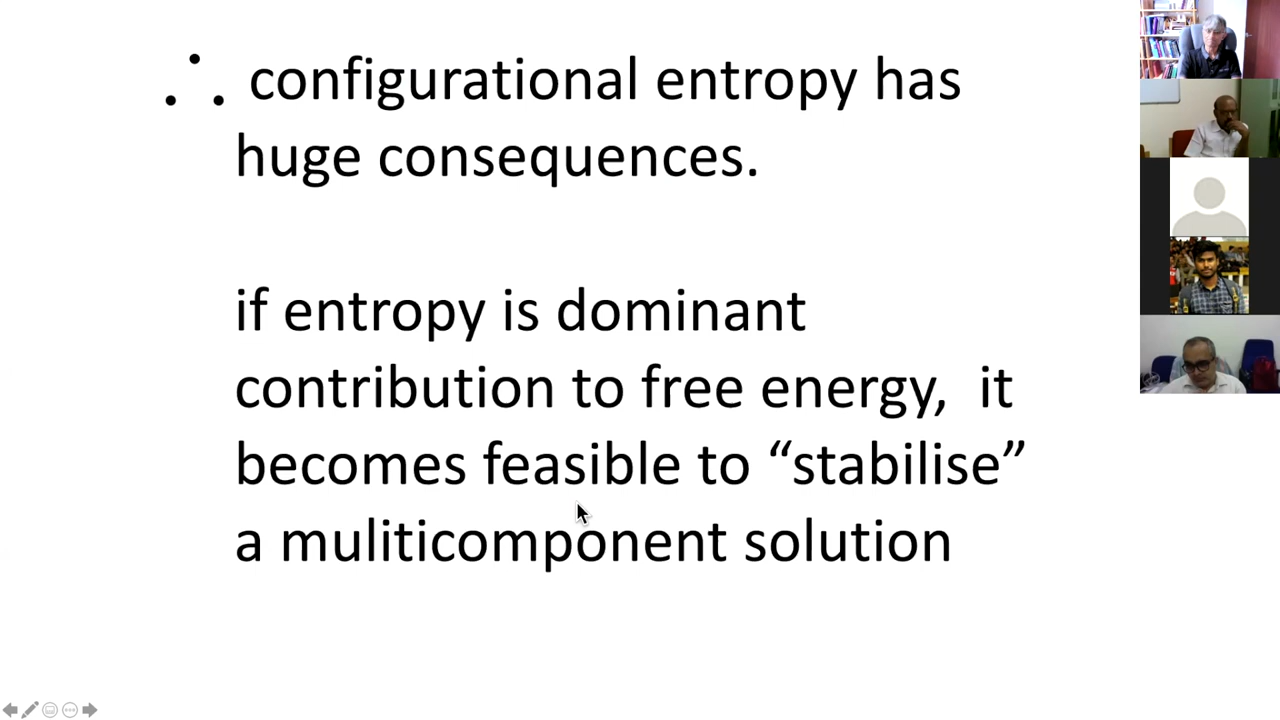 ∴ configurational entropy has
huge consequences.
if entropy is dominant
contribution to free energy, it
becomes feasible to “stabilise”
a muliticomponent solution